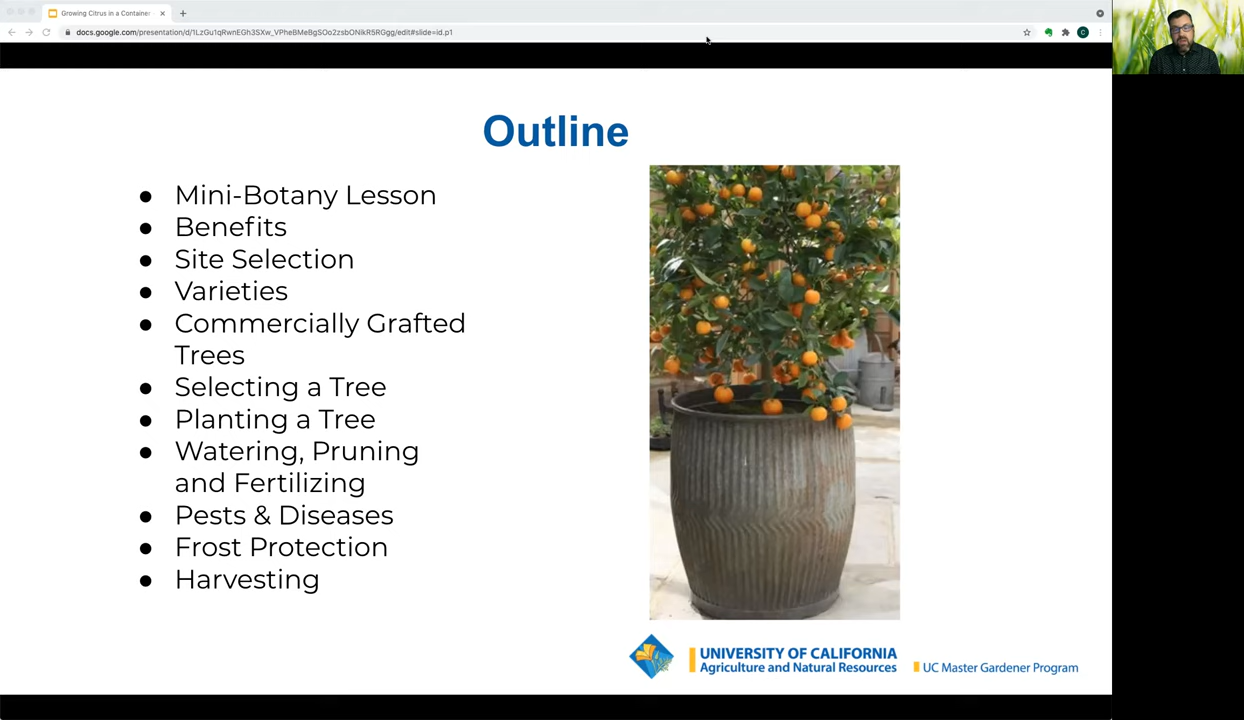 Growing Citrus in a Container
docs.google.com/presentation/d/1LzGu1qRwnEGh3SXw_VPheBMeBgSOo2zsbONikR5RGgg/edit#slide=id.p1
C
Outline
● Mini-Botany Lesson
● Benefits
● Site Selection
● Varieties
● Commercially Grafted
Trees
● Selecting a Tree
● Planting a Tree
● Watering, Pruning
and Fertilizing
● Pests & Diseases
● Frost Protection
● Harvesting
UNIVERSITY OF CALIFORNIA
Agriculture and Natural Resources
UC Master Gardener Program